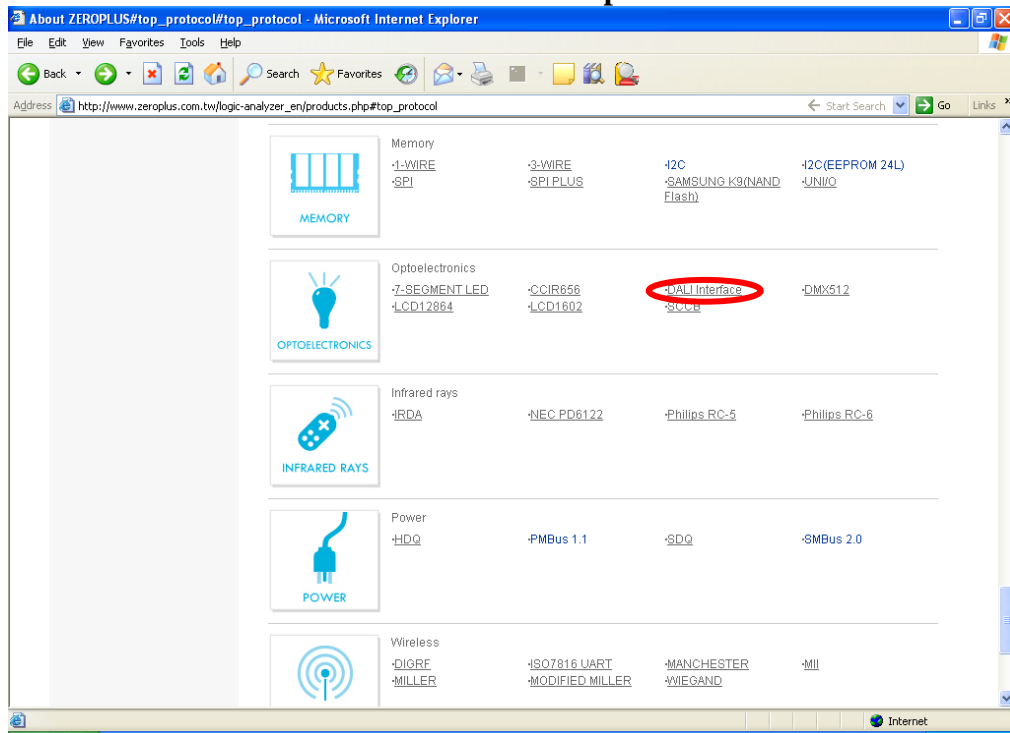 About ZEROPLUS#top_protocol#top_protocol - Microsoft Internet Explorer
File Edit View Favorites Tools Help
Back Search Favorites
Address http://www.zeroplus.com.tw/logic-analyzer_en/products.php#top_protocol Start Search Go Links »
Memory
·1-WIRE ·3-WIRE ·I2C ·I2C(EEPROM 24L)
·SPI ·SPI PLUS ·SAMSUNG K9(NAND Flash) ·UNI/O
MEMORY
Optoelectronics
·7-SEGMENT LED ·CCIR656 ·DALI Interface ·DMX512
·LCD12864 ·LCD1602 ·SCCB
OPTOELECTRONICS
Infrared rays
·IRDA ·NEC PD6122 ·Philips RC-5 ·Philips RC-6
INFRARED RAYS
Power
·HDQ ·PMBus 1.1 ·SDQ ·SMBus 2.0
POWER
Wireless
·DIGRF ·ISO7816 UART ·MANCHESTER ·MII
·MILLER ·MODIFIED MILLER ·WIEGAND
Internet